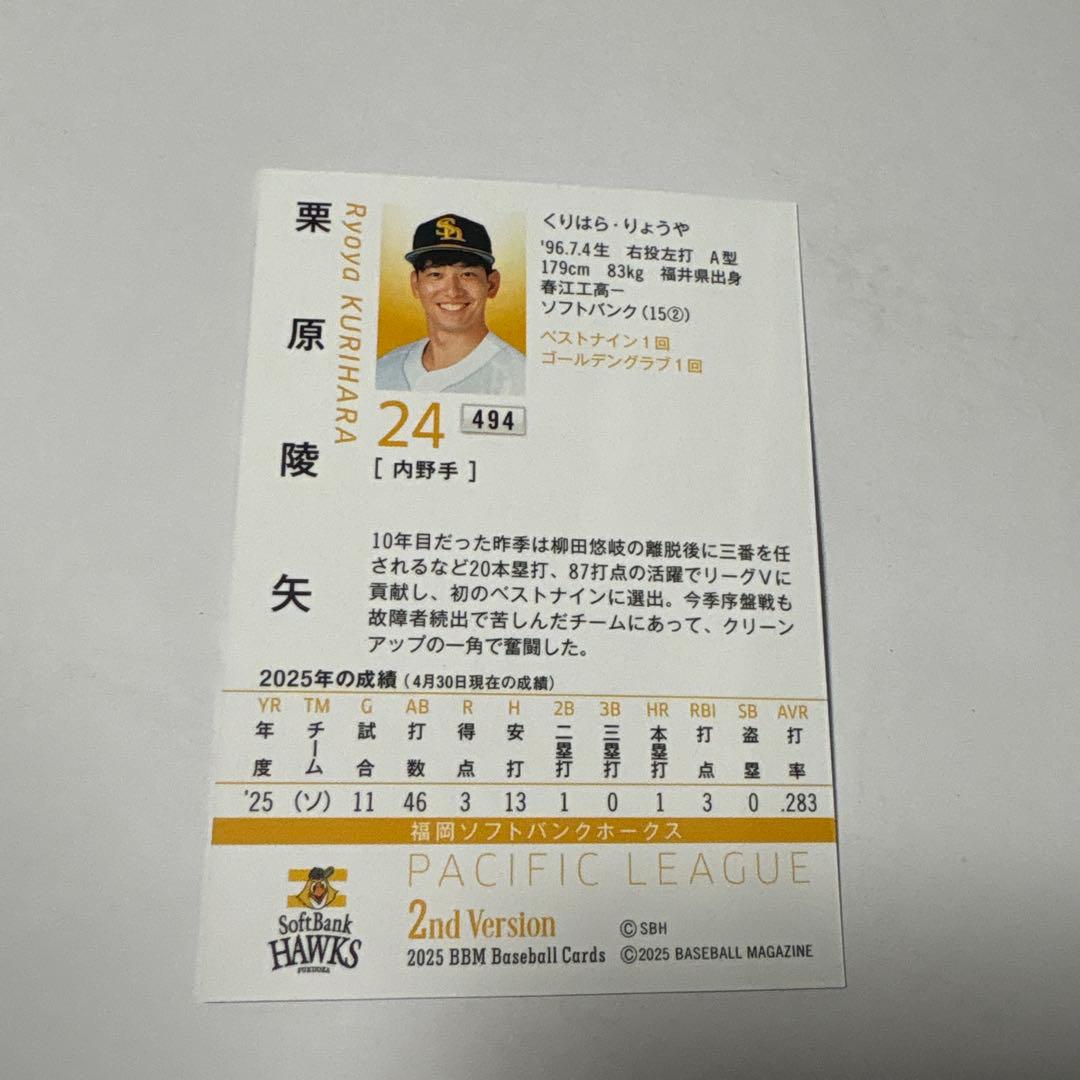 栗原陵矢
Ryoya KURIHARA
くりはら・りょうや
'96.7.4生 右投左打 A型
179cm 83kg 福井県出身
春江工高ー
ソフトバンク(15②)
ベストナイン1回
ゴールデングラブ1回
Sh
24 494
[ 内野手 ]
10年目だった昨季は柳田悠岐の離脱後に三番を任
されるなど20本塁打、87打点の活躍でリーグVに
貢献し、初のベストナインに選出。今季序盤戦も
故障者続出で苦しんだチームにあって、クリーン
アップの一角で奮闘した。
2025年の成績(4月30日現在の成績)
YR TM G AB R H 2B 3B HR RBI SB AVR
年度 チーム 試合 打数 得点 安打 二塁打 三塁打 本塁打 打点 盗塁 打率
'25 (ソ) 11 46 3 13 1 0 1 3 0 .283
福岡ソフトバンクホークス
PACIFIC LEAGUE
SoftBank
HAWKS
FUKUOKA
2nd Version
©SBH
2025 BBM Baseball Cards ©2025 BASEBALL MAGAZINE